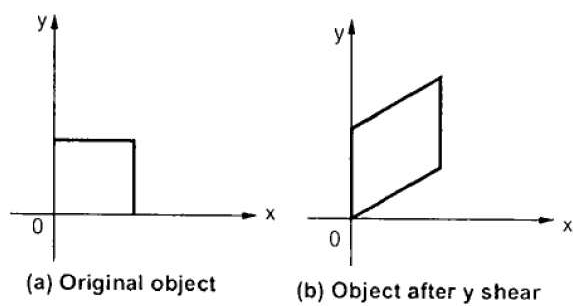 y
x
0
(a) Original object
y
x
0
(b) Object after y shear